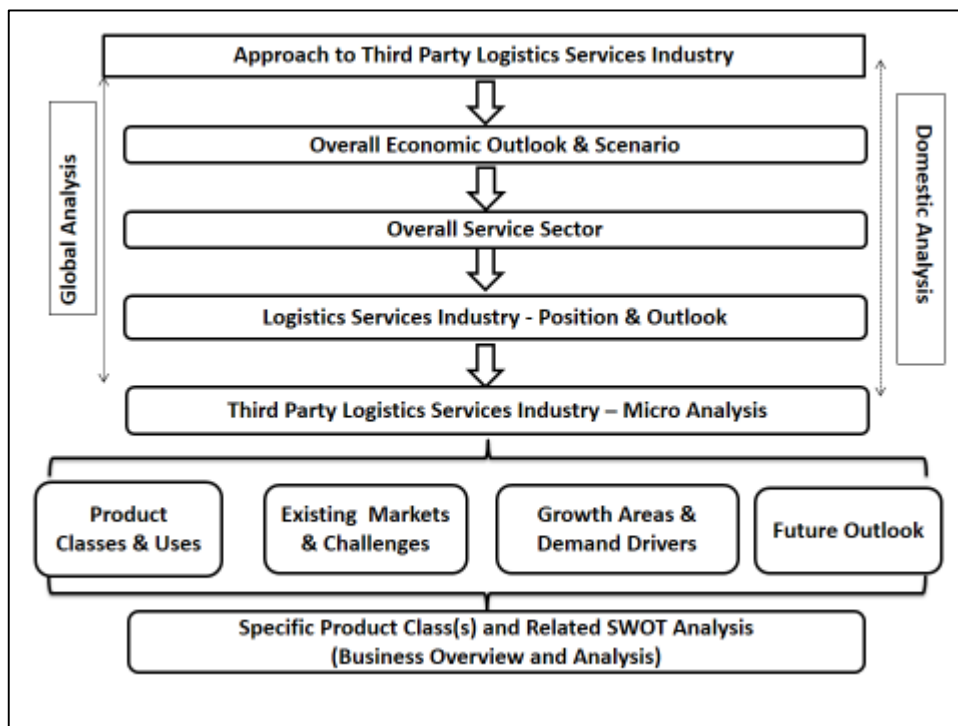 Approach to Third Party Logistics Services Industry
Global Analysis
Domestic Analysis
Overall Economic Outlook & Scenario
Overall Service Sector
Logistics Services Industry - Position & Outlook
Third Party Logistics Services Industry – Micro Analysis
Product
Classes & Uses
Existing Markets
& Challenges
Growth Areas &
Demand Drivers
Future Outlook
Specific Product Class(s) and Related SWOT Analysis
(Business Overview and Analysis)